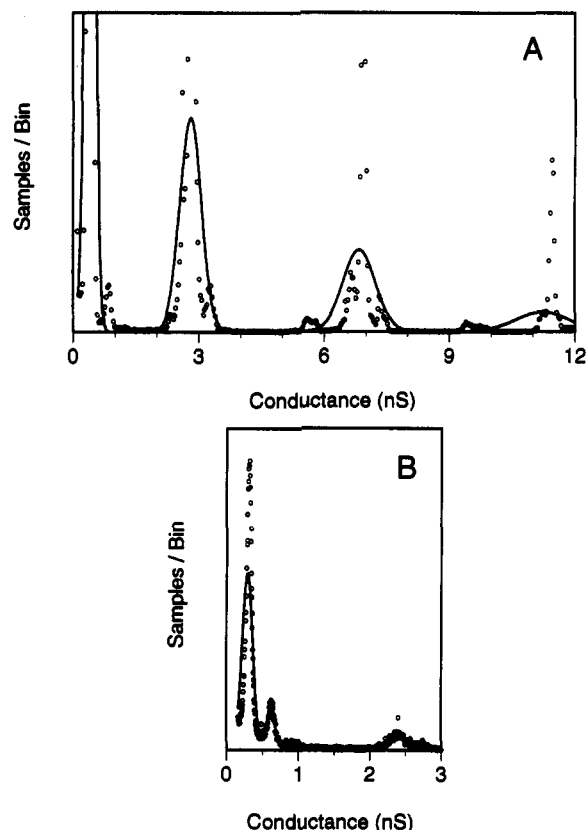 A
Samples / Bin
0 3 6 9 12
Conductance (nS)
B
Samples / Bin
0 1 2 3
Conductance (nS)